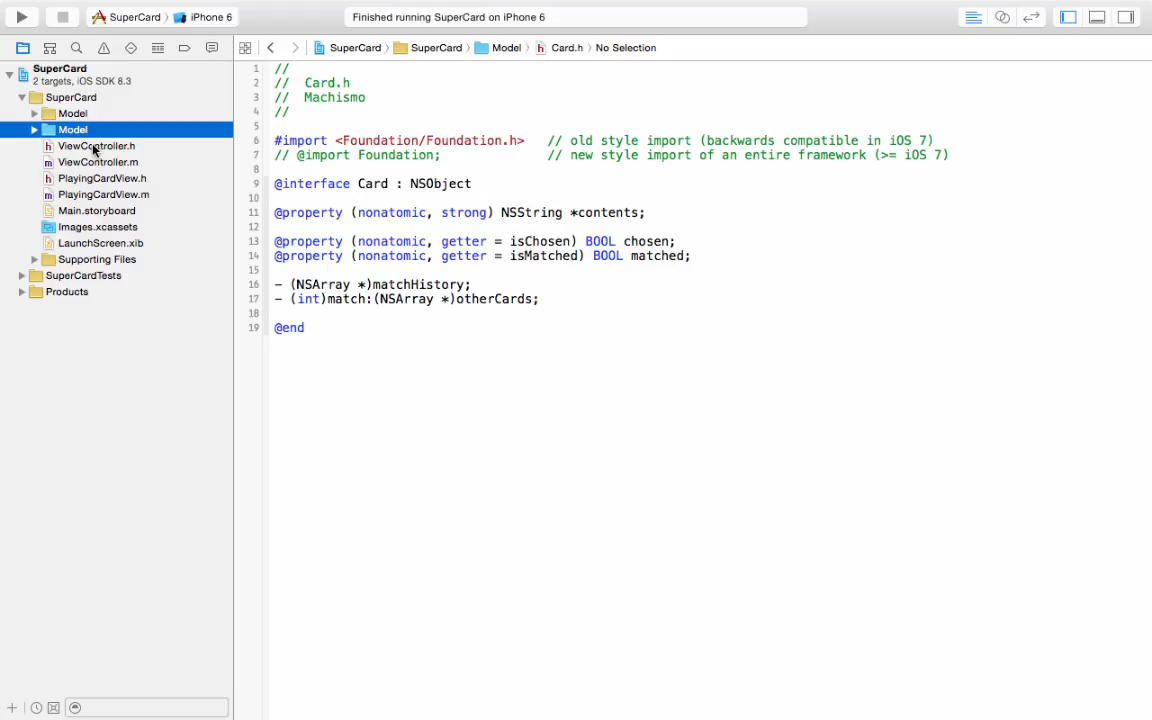 SuperCard iPhone 6 Finished running SuperCard on iPhone 6
SuperCard SuperCard Model Card.h No Selection
SuperCard
2 targets, iOS SDK 8.3
SuperCard
Model
Model
ViewController.h
ViewController.m
PlayingCardView.h
PlayingCardView.m
Main.storyboard
Images.xcassets
LaunchScreen.xib
Supporting Files
SuperCardTests
Products
1 //
2 // Card.h
3 // Machismo
4 //
5
6 #import <Foundation/Foundation.h> // old style import (backwards compatible in iOS 7)
7 // @import Foundation; // new style import of an entire framework (>= iOS 7)
8
9 @interface Card : NSObject
10
11 @property (nonatomic, strong) NSString *contents;
12
13 @property (nonatomic, getter = isChosen) BOOL chosen;
14 @property (nonatomic, getter = isMatched) BOOL matched;
15
16 - (NSArray *)matchHistory;
17 - (int)match:(NSArray *)otherCards;
18
19 @end